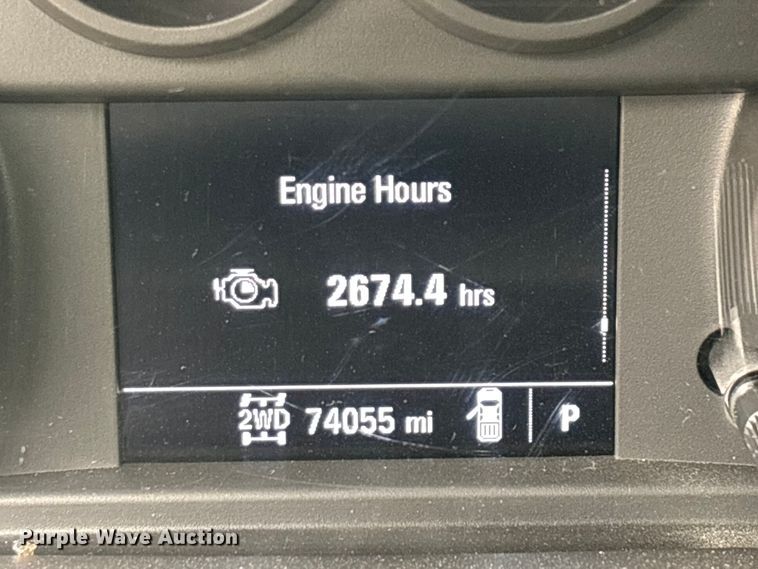 Engine Hours
2674.4 hrs
2WD 74055 mi P
Purple Wave Auction